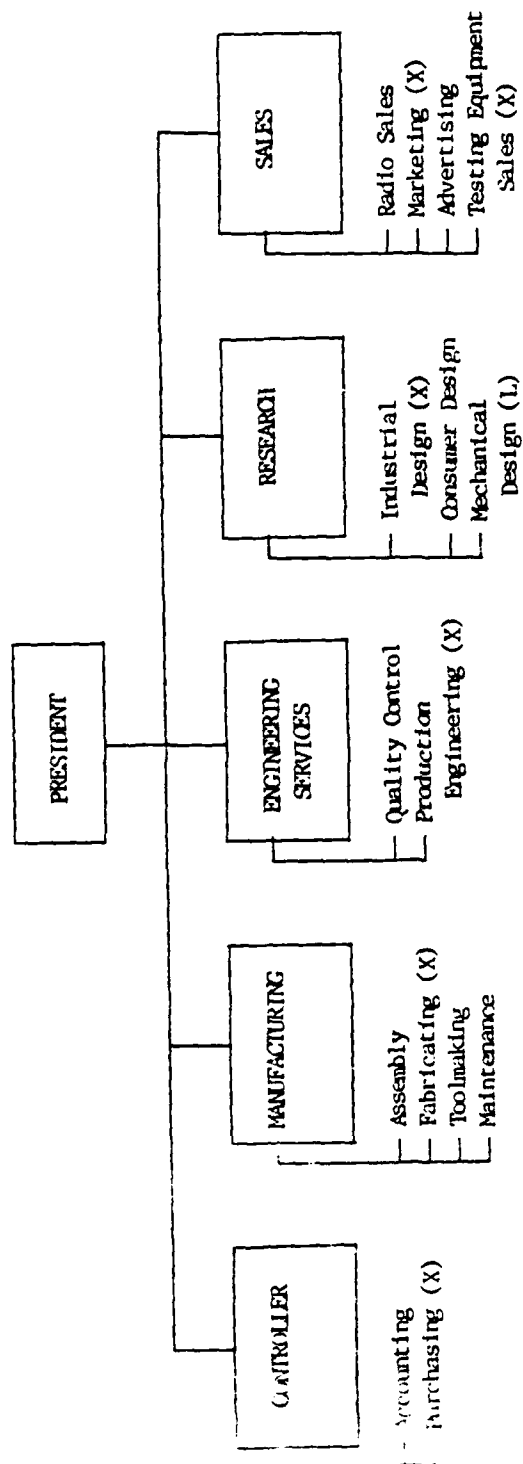 PRESIDENT
CONTROLLER
Accounting
Purchasing (X)
MANUFACTURING
Assembly
Fabricating (X)
Toolmaking
Maintenance
ENGINEERING
SERVICES
Quality Control
Production
Engineering (X)
RESEARCH
Industrial
Design (X)
Consumer Design
Mechanical
Design (L)
SALES
Radio Sales
Marketing (X)
Advertising
Testing Equipment
Sales (X)